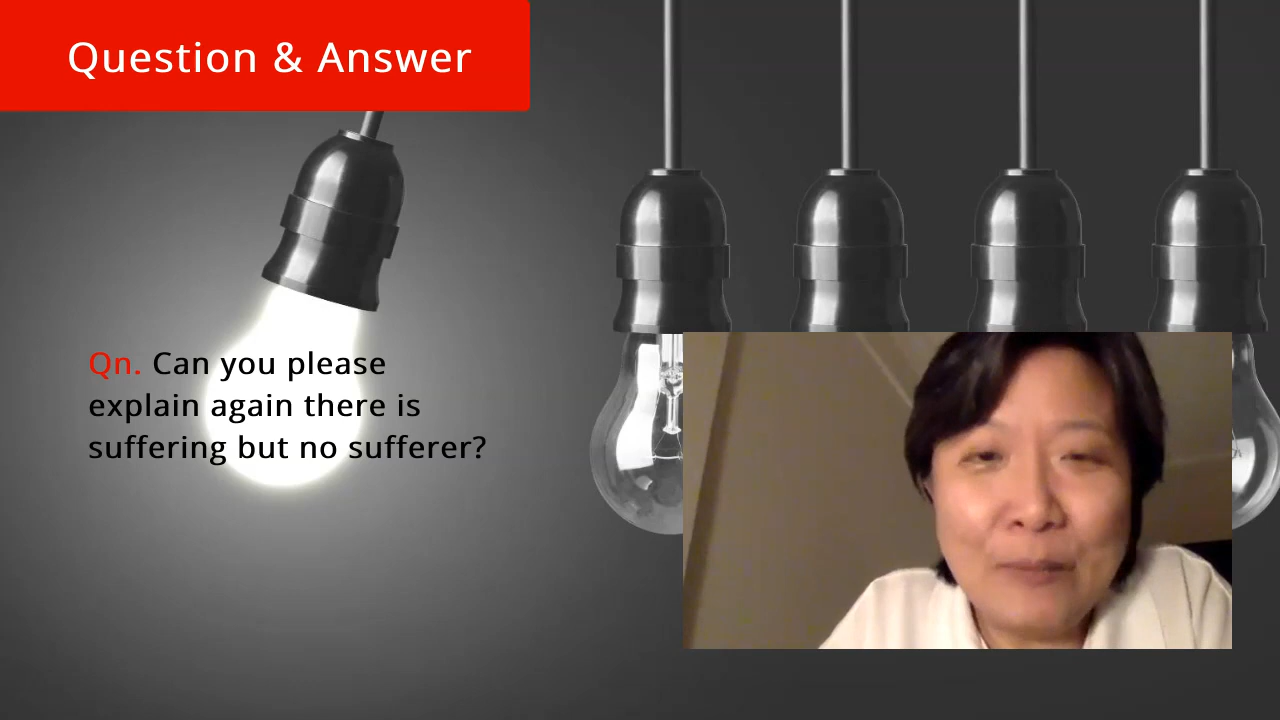 Question & Answer
Qn. Can you please
explain again there is
suffering but no sufferer?